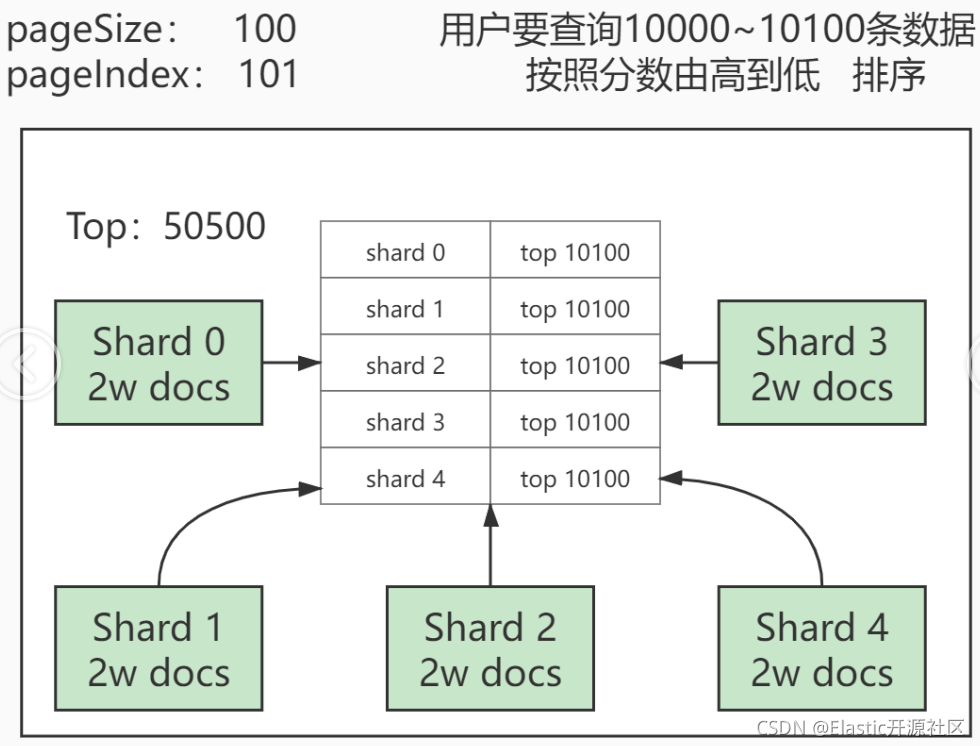 pageSize： 100
pageIndex： 101
用户要查询10000~10100条数据
按照分数由高到低 排序
Top：50500
shard 0 top 10100
shard 1 top 10100
shard 2 top 10100
shard 3 top 10100
shard 4 top 10100
Shard 0
2w docs
Shard 3
2w docs
Shard 1
2w docs
Shard 2
2w docs
Shard 4
2w docs
CSDN @Elastic开源社区